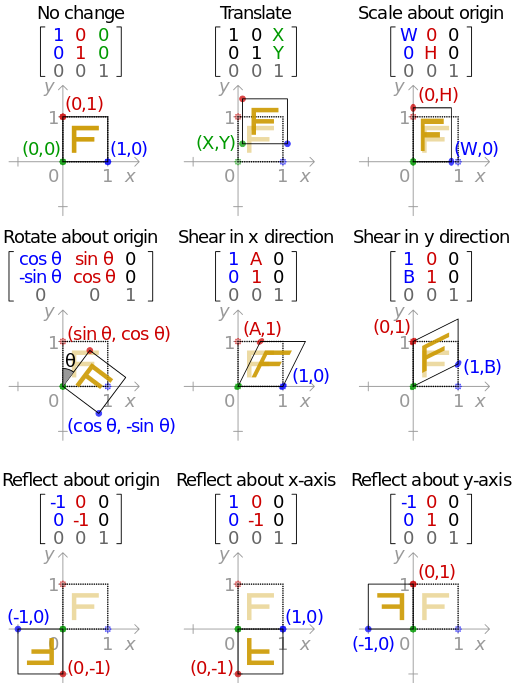 No change Translate Scale about origin
1 0 0 1 0 X W 0 0
0 1 0 0 1 Y 0 H 0
0 0 1 0 0 1 0 0 1
y y y
(0,1) (0,H)
1 1 1
(0,0) (1,0) (X,Y) (W,0)
0 1 x 0 1 x 0 1 x
Rotate about origin Shear in x direction Shear in y direction
cos θ sin θ 0 1 A 0 1 0 0
-sin θ cos θ 0 0 1 0 B 1 0
0 0 1 0 0 1 0 0 1
y y y
1 (sin θ, cos θ) 1 (A,1) (0,1) 1
θ
(1,0) (1,B)
0 1 x 0 1 x 0 1 x
(cos θ, -sin θ)
Reflect about origin Reflect about x-axis Reflect about y-axis
-1 0 0 1 0 0 -1 0 0
0 -1 0 0 -1 0 0 1 0
0 0 1 0 0 1 0 0 1
y y y
1 1 1 (0,1)
(-1,0) (1,0)
0 1 x 0 1 x (-1,0) 0 1 x
(0,-1) (0,-1)